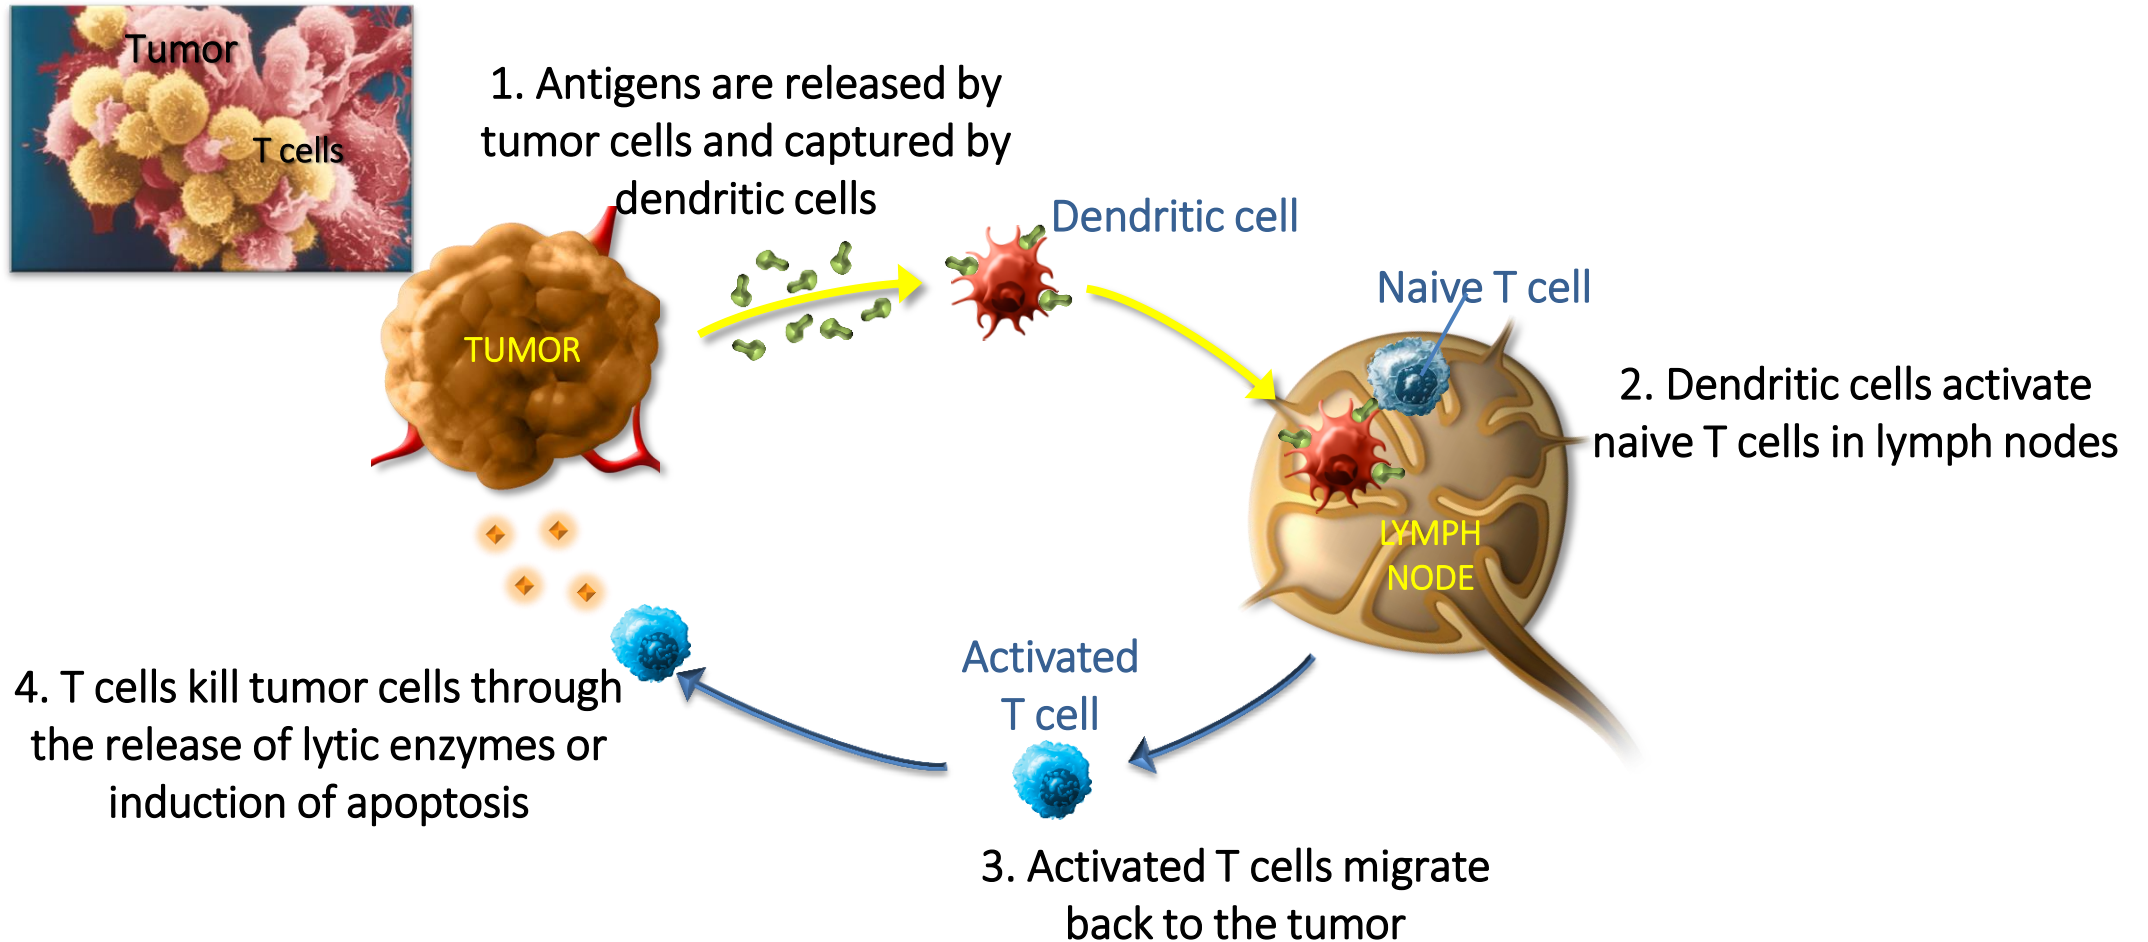 Tumor
T cells
1. Antigens are released by
tumor cells and captured by
dendritic cells
Dendritic cell
Naive T cell
TUMOR
2. Dendritic cells activate
naive T cells in lymph nodes
LYMPH
NODE
Activated
T cell
3. Activated T cells migrate
back to the tumor
4. T cells kill tumor cells through
the release of lytic enzymes or
induction of apoptosis